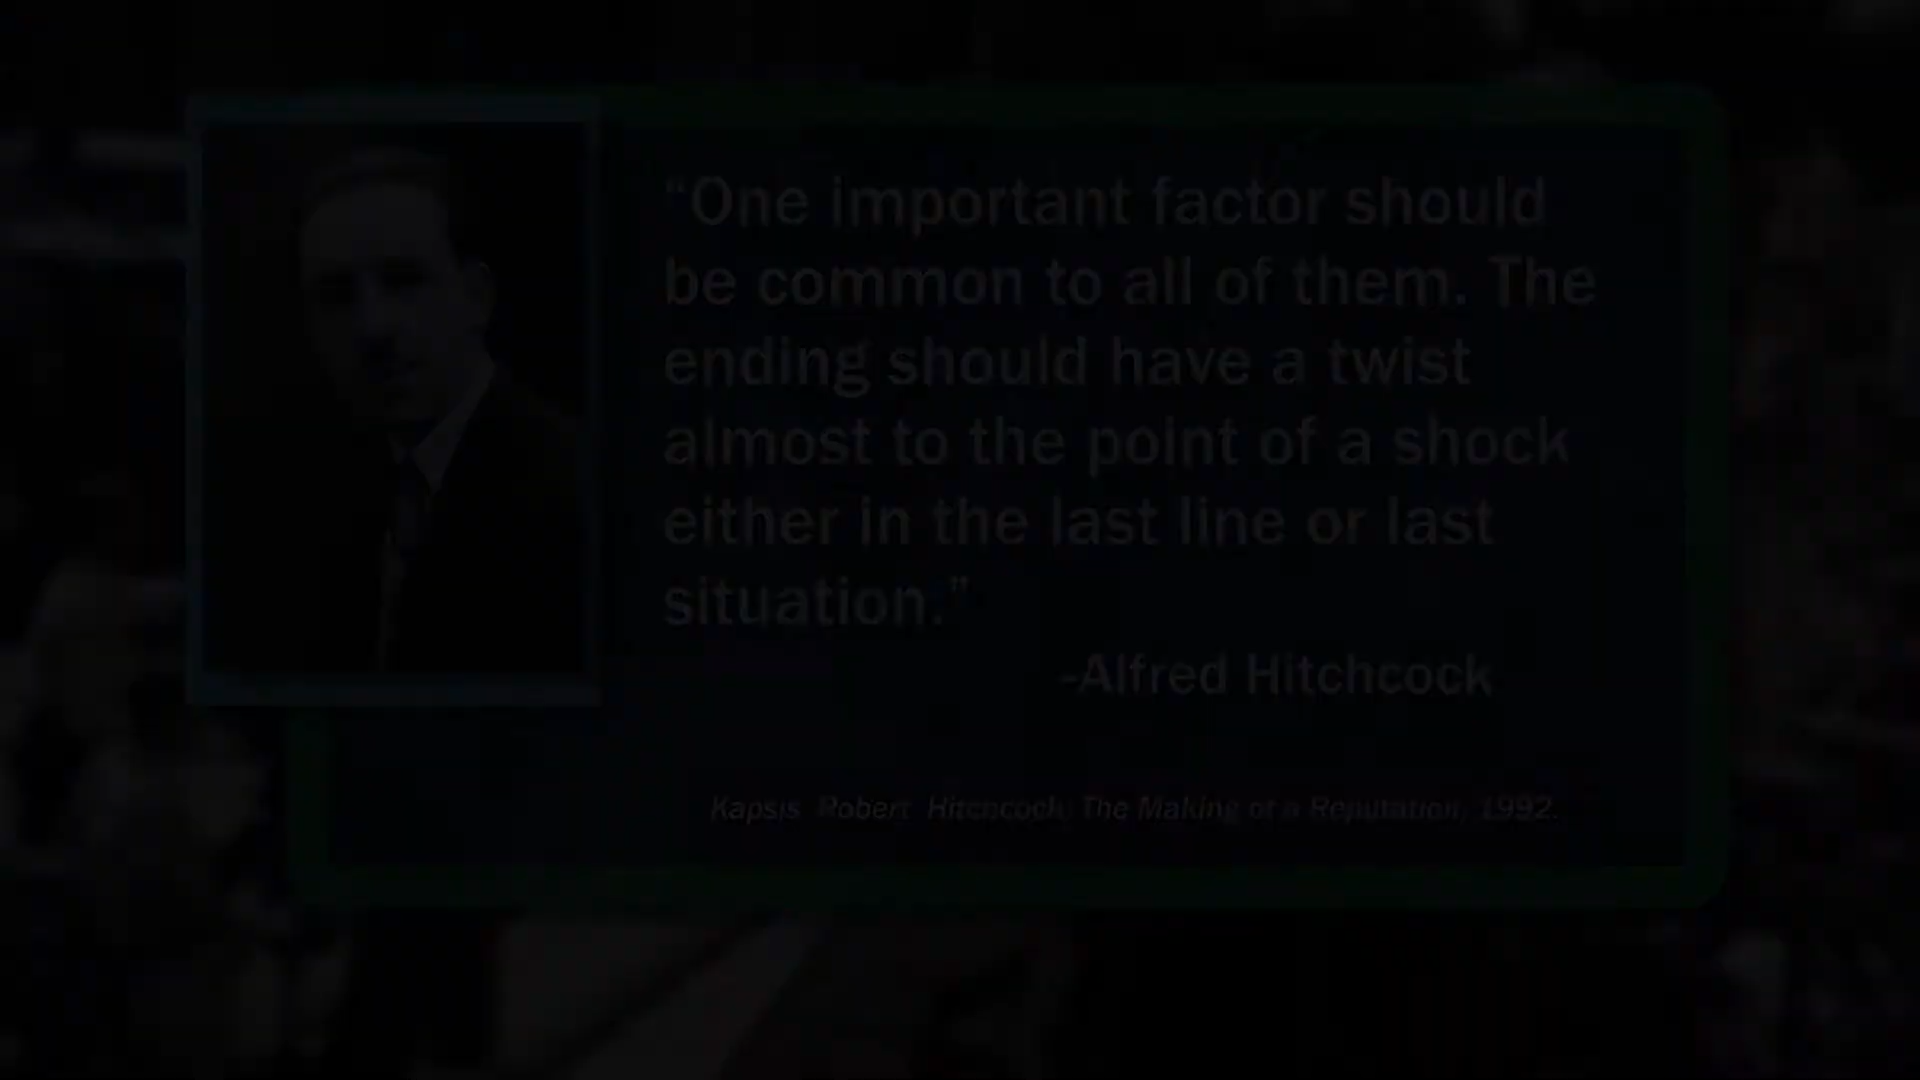 “One important factor should
be common to all of them. The
ending should have a twist
almost to the point of a shock
either in the last line or last
situation.”
-Alfred Hitchcock
Kapsis Robert Hitchcock: The Making of a Reputation, 1992.